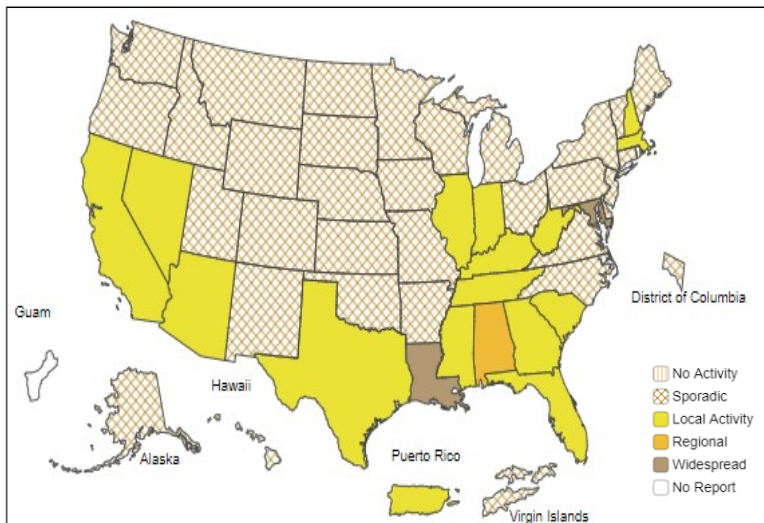 District of Columbia
Guam
Hawaii
Alaska
Puerto Rico
Virgin Islands
No Activity
Sporadic
Local Activity
Regional
Widespread
No Report